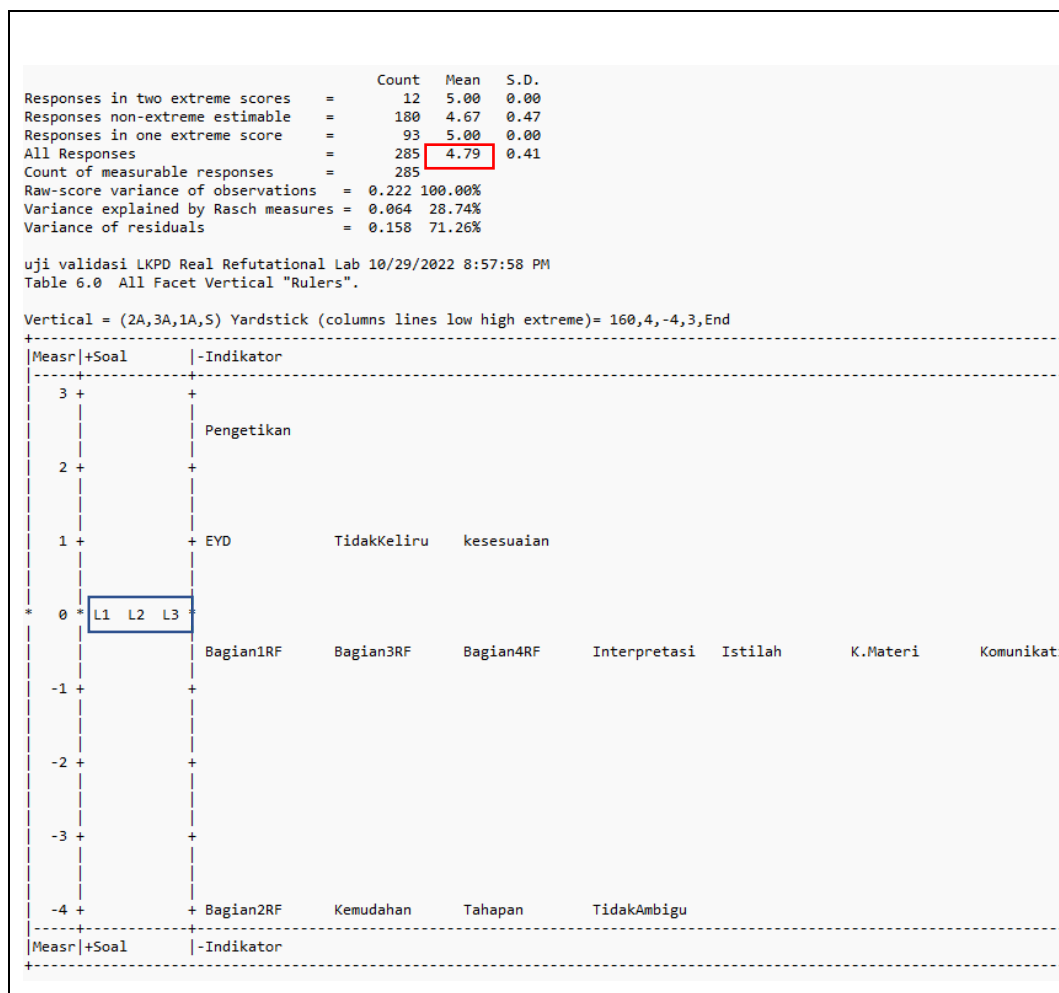 Count Mean S.D.
Responses in two extreme scores = 12 5.00 0.00
Responses non-extreme estimable = 180 4.67 0.47
Responses in one extreme score = 93 5.00 0.00
All Responses = 285 4.79 0.41
Count of measurable responses = 285
Raw-score variance of observations = 0.222 100.00%
Variance explained by Rasch measures = 0.064 28.74%
Variance of residuals = 0.158 71.26%
uji validasi LKPD Real Refutational Lab 10/29/2022 8:57:58 PM
Table 6.0 All Facet Vertical "Rulers".
Vertical = (2A,3A,1A,S) Yardstick (columns lines low high extreme)= 160,4,-4,3,End
|Measr|+Soal |-Indikator
| 3 + +
| | | Pengetikan
| 2 + +
| 1 + + EYD TidakKeliru kesesuaian
* 0 * L1 L2 L3 *
| | | Bagian1RF Bagian3RF Bagian4RF Interpretasi Istilah K.Materi Komunikat
| -1 + +
| -2 + +
| -3 + +
| -4 + + Bagian2RF Kemudahan Tahapan TidakAmbigu
|Measr|+Soal |-Indikator